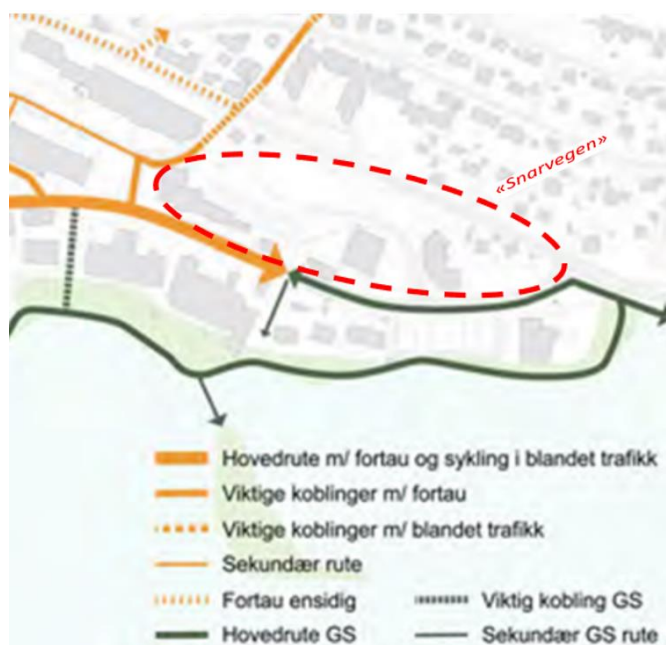 «Snarvegen»
Hovedrute m/ fortau og sykling i blandet trafikk
Viktige koblinger m/ fortau
Viktige koblinger m/ blandet trafikk
Sekundær rute
Fortau ensidig
Viktig kobling GS
Hovedrute GS
Sekundær GS rute